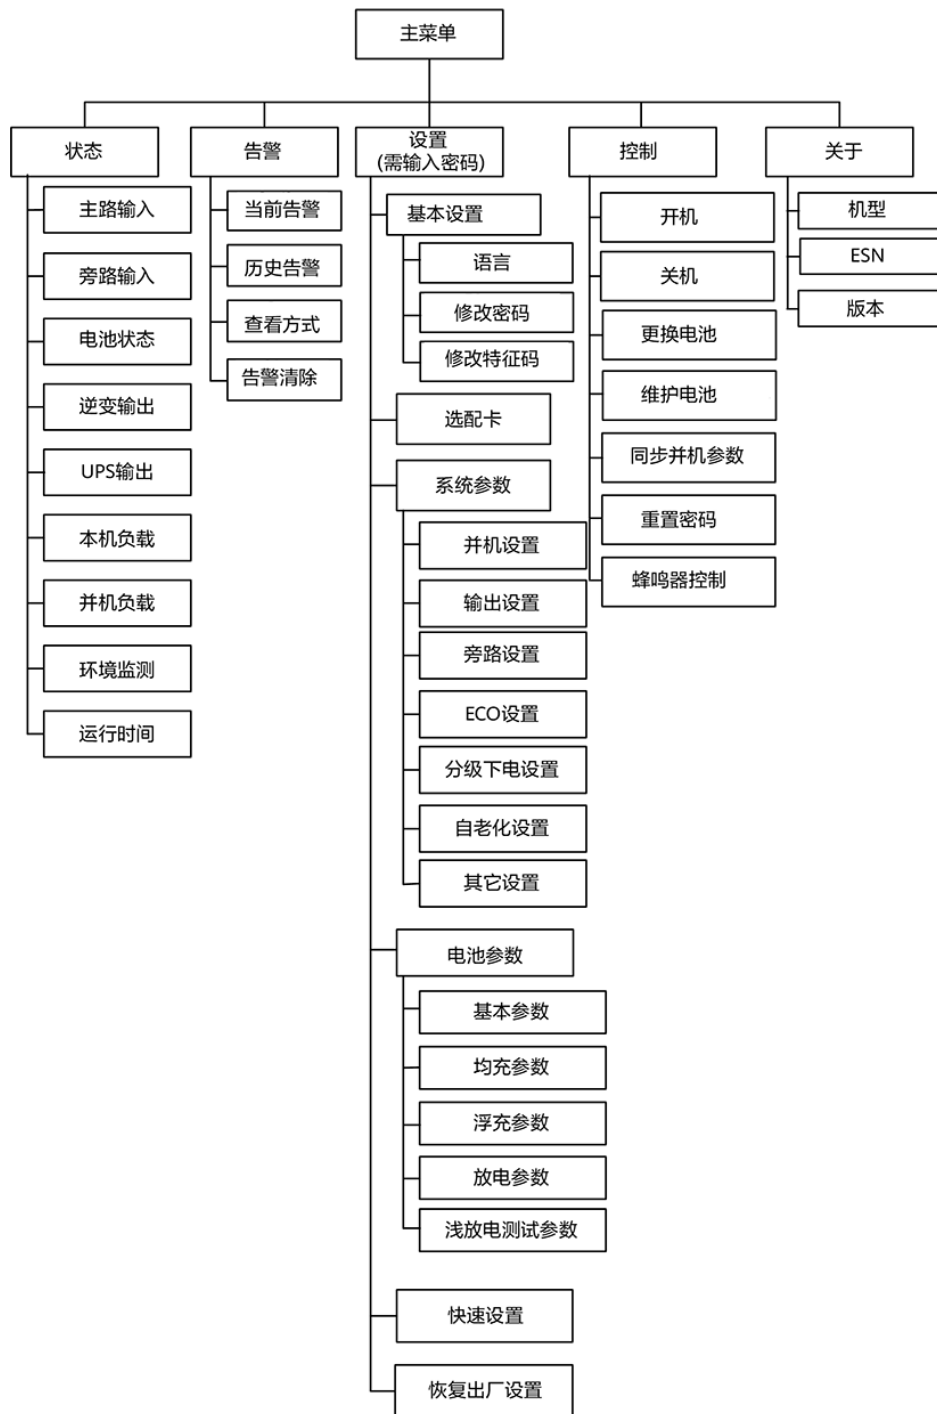 主菜单
状态
主路输入
旁路输入
电池状态
逆变输出
UPS输出
本机负载
并机负载
环境监测
运行时间
告警
当前告警
历史告警
查看方式
告警清除
设置
(需输入密码)
基本设置
语言
修改密码
修改特征码
选配卡
系统参数
并机设置
输出设置
旁路设置
ECO设置
分级下电设置
自老化设置
其它设置
电池参数
基本参数
均充参数
浮充参数
放电参数
浅放电测试参数
快速设置
恢复出厂设置
控制
开机
关机
更换电池
维护电池
同步并机参数
重置密码
蜂鸣器控制
关于
机型
ESN
版本